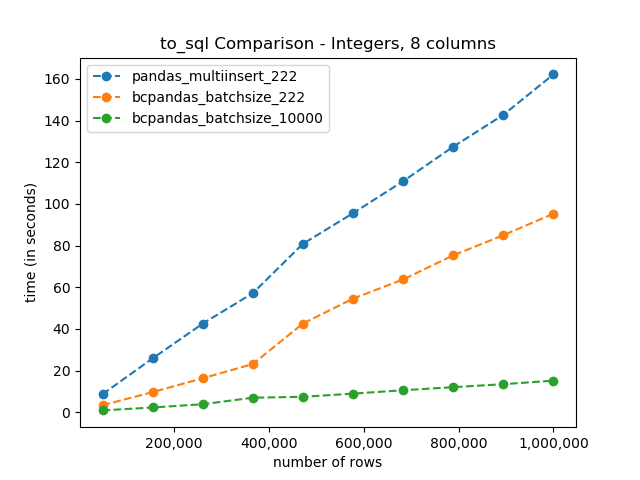 to_sql Comparison - Integers, 8 columns
pandas_multiinsert_222
bcpandas_batchsize_222
bcpandas_batchsize_10000
time (in seconds)
160
140
120
100
80
60
40
20
0
200,000 400,000 600,000 800,000 1,000,000
number of rows